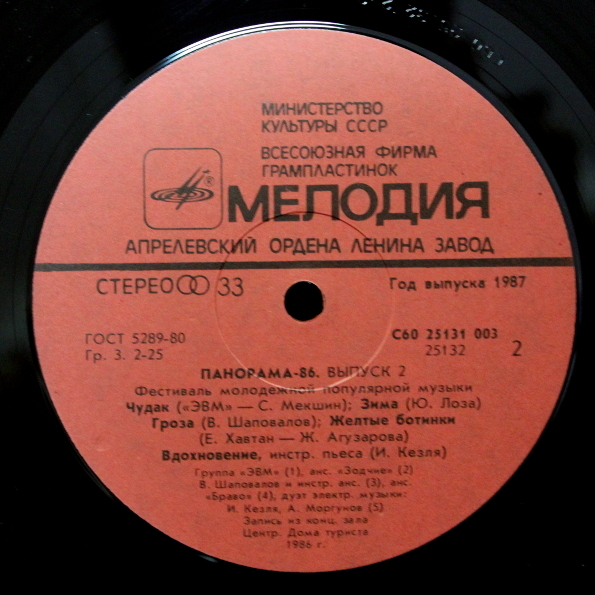 МИНИСТЕРСТВО
КУЛЬТУРЫ СССР
ВСЕСОЮЗНАЯ ФИРМА
ГРАМПЛАСТИНОК
МЕЛОДИЯ
АПРЕЛЕВСКИЙ ОРДЕНА ЛЕНИНА ЗАВОД
СТЕРЕО 33
Год выпуска 1987
ГОСТ 5289-80
Гр. 3. 2-25
С60 25131 003
25132
2
ПАНОРАМА-86. ВЫПУСК 2
Фестиваль молодежной популярной музыки
Чудак («ЭВМ» — С. Мекшин); Зима (Ю. Лоза)
Гроза (В. Шаповалов); Желтые ботинки
(Е. Хавтан — Ж. Агузарова)
Вдохновение, инстр. пьеса (И. Кезля)
Группа «ЭВМ» (1), анс. «Зодчие» (2)
В. Шаповалов и инстр. анс. (3), анс.
«Браво» (4), дуэт электр. музыки:
И. Кезля, А. Моргунов (5)
Запись из конц. зала
Центр. Дома туриста
1986 г.